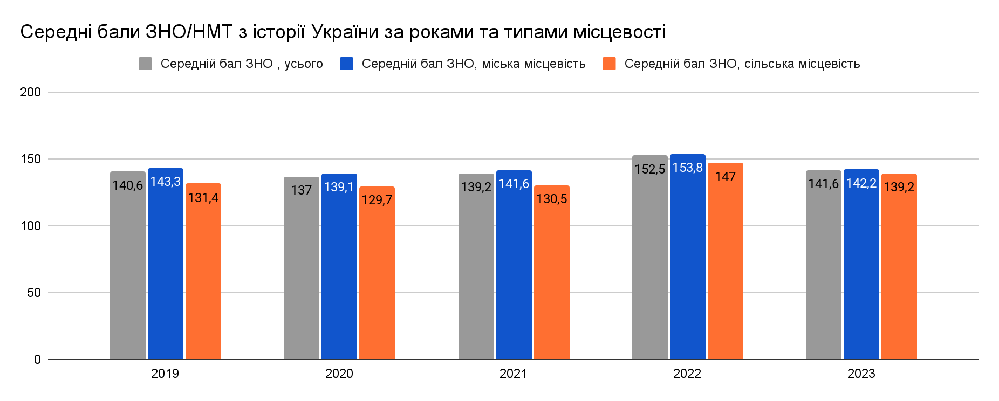 Середні бали ЗНО/НМТ з історії України за роками та типами місцевості
Середній бал ЗНО , усього Середній бал ЗНО, міська місцевість Середній бал ЗНО, сільська місцевість
200
150
100
50
0
140,6 143,3 131,4
137 139,1 129,7
139,2 141,6 130,5
152,5 153,8 147
141,6 142,2 139,2
2019 2020 2021 2022 2023